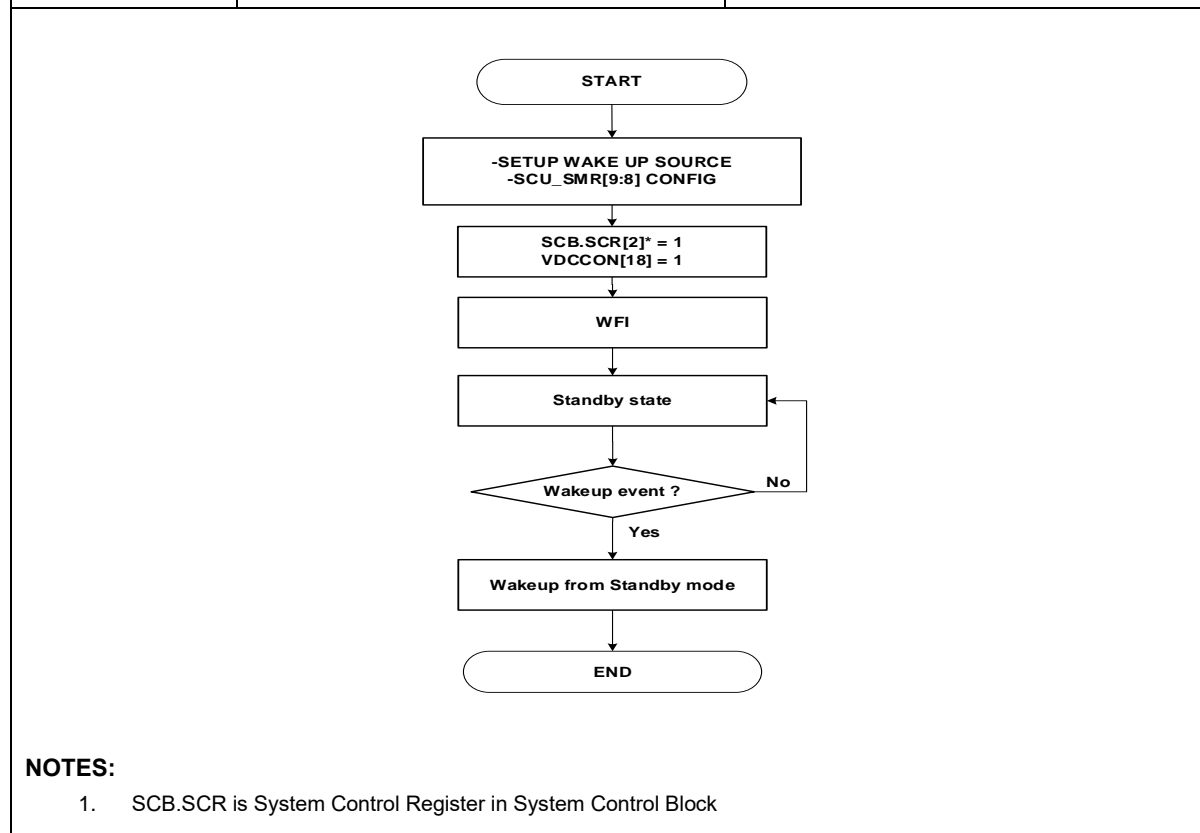 START
-SETUP WAKE UP SOURCE
-SCU_SMR[9:8] CONFIG
SCB.SCR[2]* = 1
VDCCON[18] = 1
WFI
Standby state
Wakeup event ?
No
Yes
Wakeup from Standby mode
END
NOTES:
1. SCB.SCR is System Control Register in System Control Block